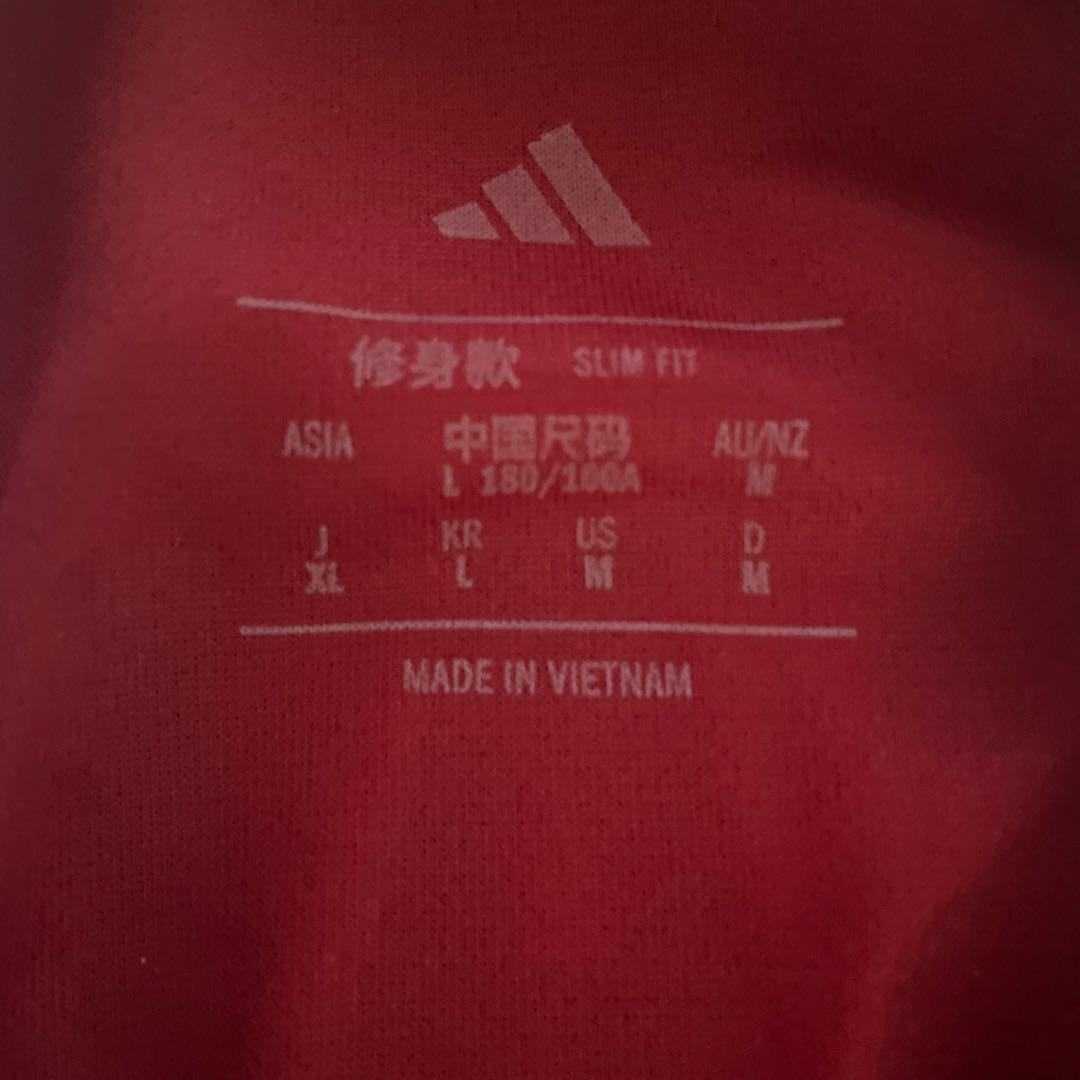 修身款 SLIM FIT
ASIA 中国尺码 AU/NZ
L 180/100A M
J KR US D
XL L M M
MADE IN VIETNAM